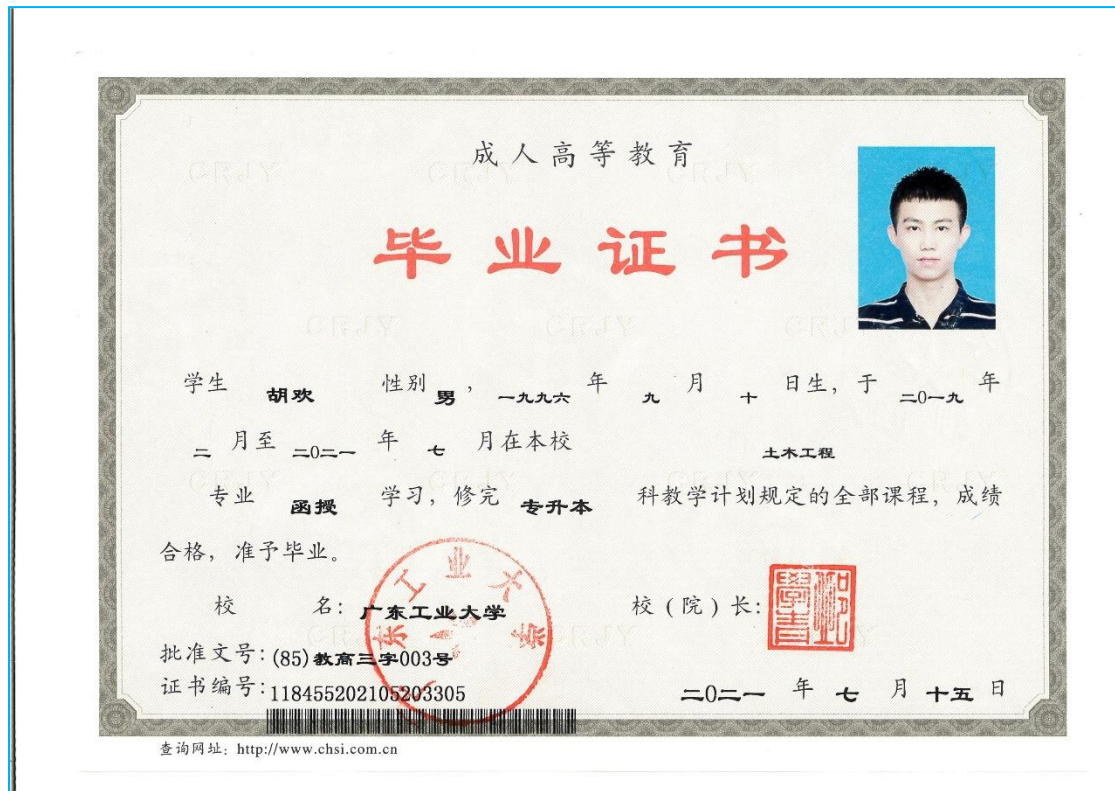 成人高等教育
毕业证书
学生 胡欢 性别 男, 一九九六 年 九 月 十 日生, 于 二0一九 年
二 月至 二0二一 年 七 月在本校 土木工程
专业 函授 学习, 修完 专升本 科教学计划规定的全部课程, 成绩
合格, 准予毕业。
校 名: 广东工业大学 校(院)长:
广东工业大学
批准文号: (85)教高三字003号
证书编号: 118455202105203305
二0二一 年 七 月 十五 日
查询网址: http://www.chsi.com.cn